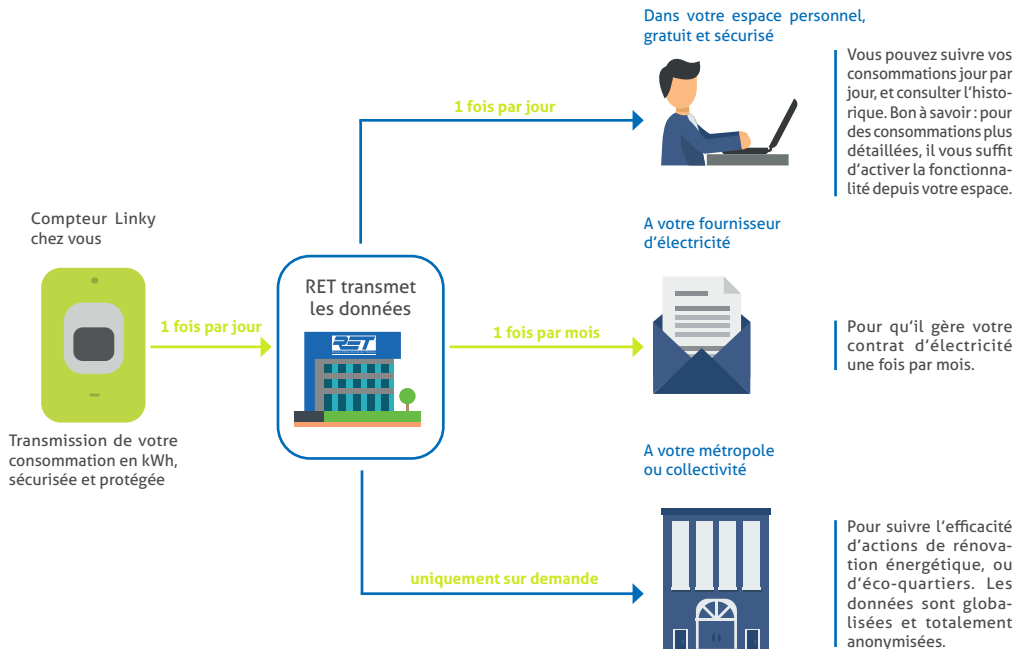 Dans votre espace personnel,
gratuit et sécurisé
Vous pouvez suivre vos
consommations jour par
jour, et consulter l'histo-
rique. Bon à savoir : pour
des consommations plus
détaillées, il vous suffit
d'activer la fonctionna-
lité depuis votre espace.
1 fois par jour
Compteur Linky
chez vous
1 fois par jour
Transmission de votre
consommation en kWh,
sécurisée et protégée
RET transmet
les données
RET
1 fois par mois
A votre fournisseur
d'électricité
Pour qu'il gère votre
contrat d'électricité
une fois par mois.
uniquement sur demande
A votre métropole
ou collectivité
Pour suivre l'efficacité
d'actions de rénova-
tion énergétique, ou
d'éco-quartiers. Les
données sont globa-
lisées et totalement
anonymisées.